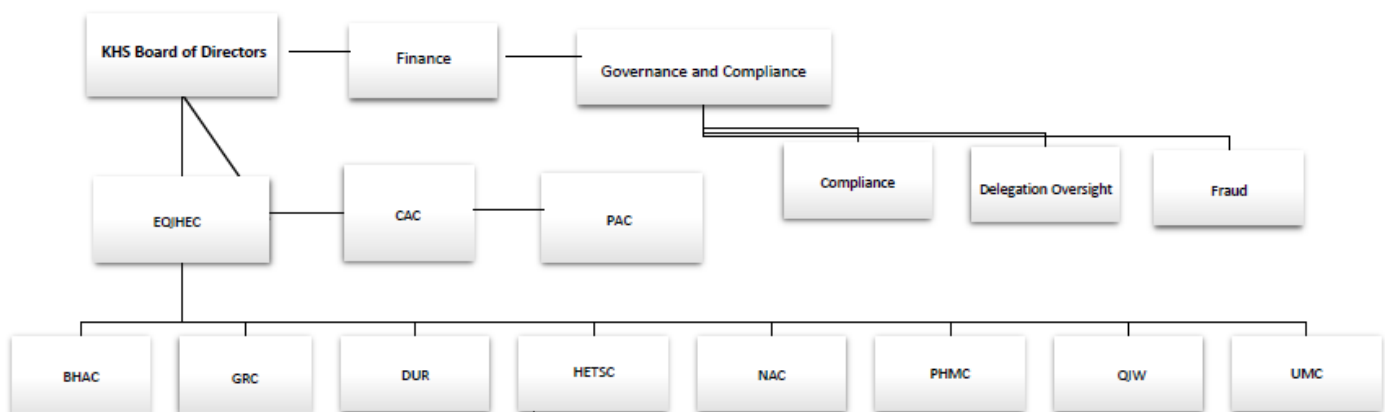 KHS Board of Directors
Finance
Governance and Compliance
Compliance
Delegation Oversight
Fraud
EQIHEC
CAC
PAC
BHAC
GRC
DUR
HETSC
NAC
PHMC
QIW
UMC